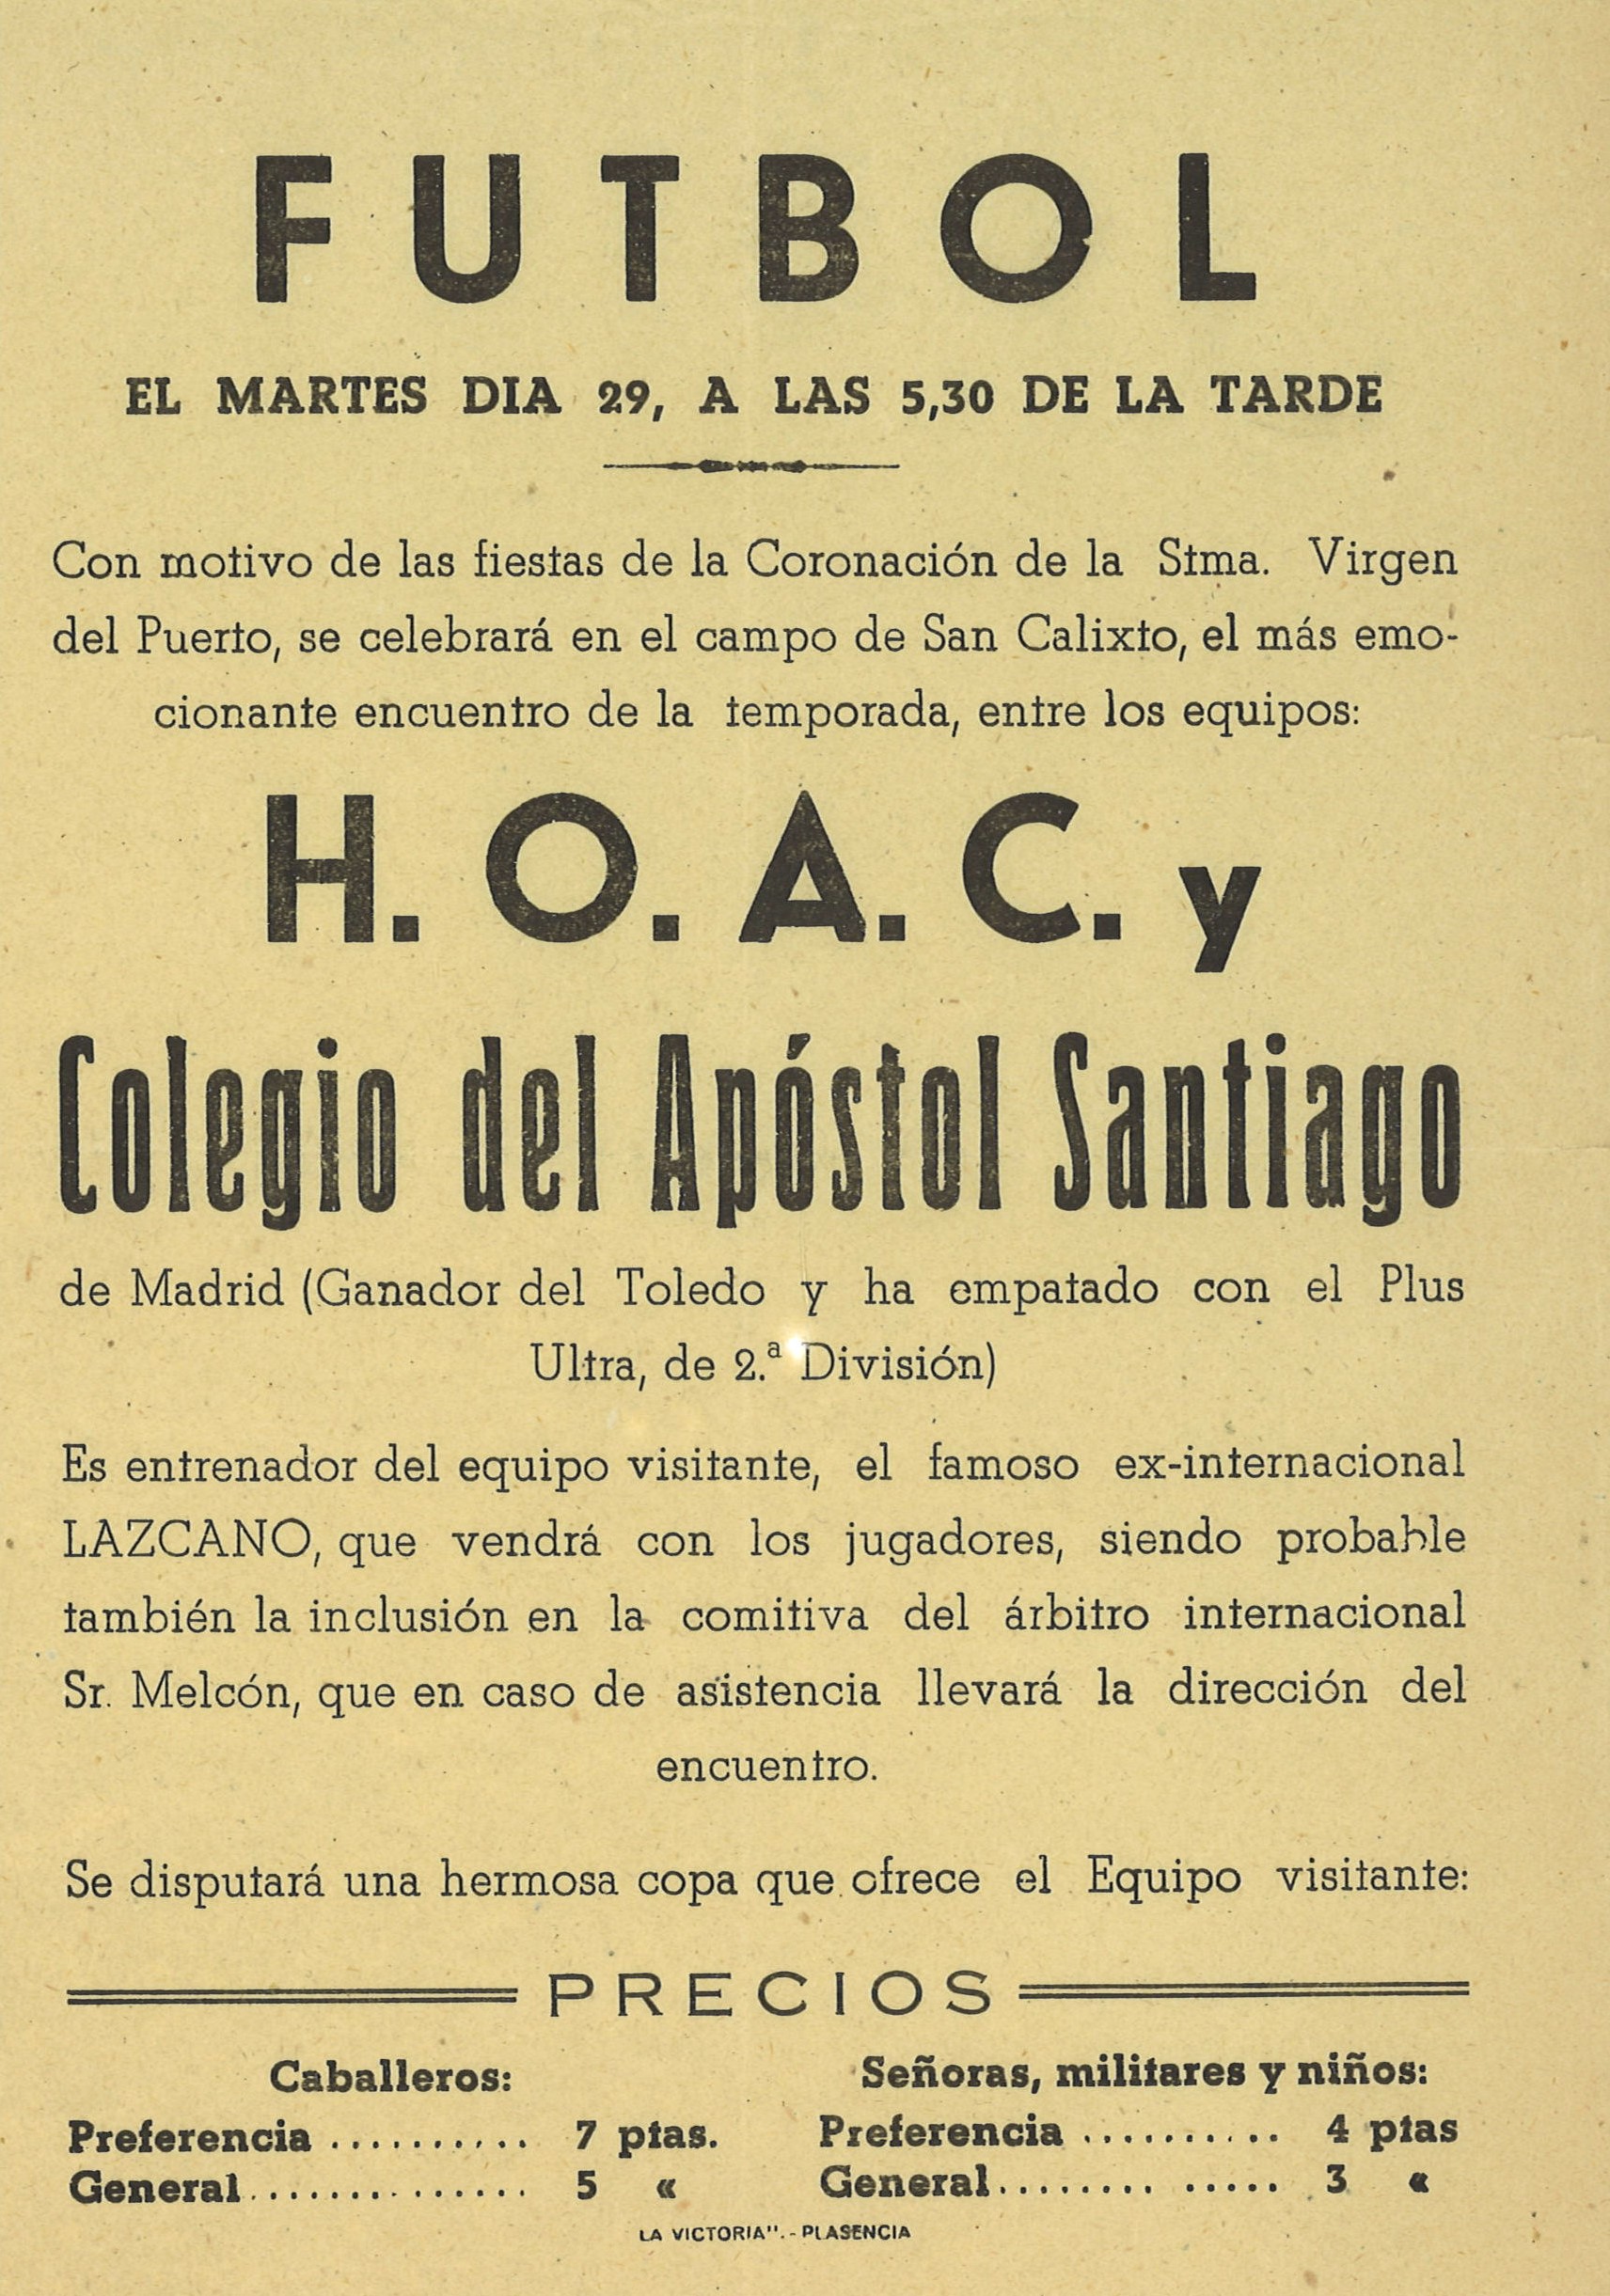 FUTBOL
EL MARTES DIA 29, A LAS 5,30 DE LA TARDE
Con motivo de las fiestas de la Coronación de la Stma. Virgen
del Puerto, se celebrará en el campo de San Calixto, el más emo-
cionante encuentro de la temporada, entre los equipos:
H. O. A. C. y
Colegio del Apóstol Santiago
de Madrid (Ganador del Toledo y ha empatado con el Plus
Ultra, de 2.ª División)
Es entrenador del equipo visitante, el famoso ex-internacional
LAZCANO, que vendrá con los jugadores, siendo probable
también la inclusión en la comitiva del árbitro internacional
Sr. Melcón, que en caso de asistencia llevará la dirección del
encuentro.
Se disputará una hermosa copa que ofrece el Equipo visitante:
PRECIOS
Caballeros:
Preferencia .......... 7 ptas.
General.............. 5 «
Señoras, militares y niños:
Preferencia .......... 4 ptas
General............. 3 «
LA VICTORIA".-PLASENCIA